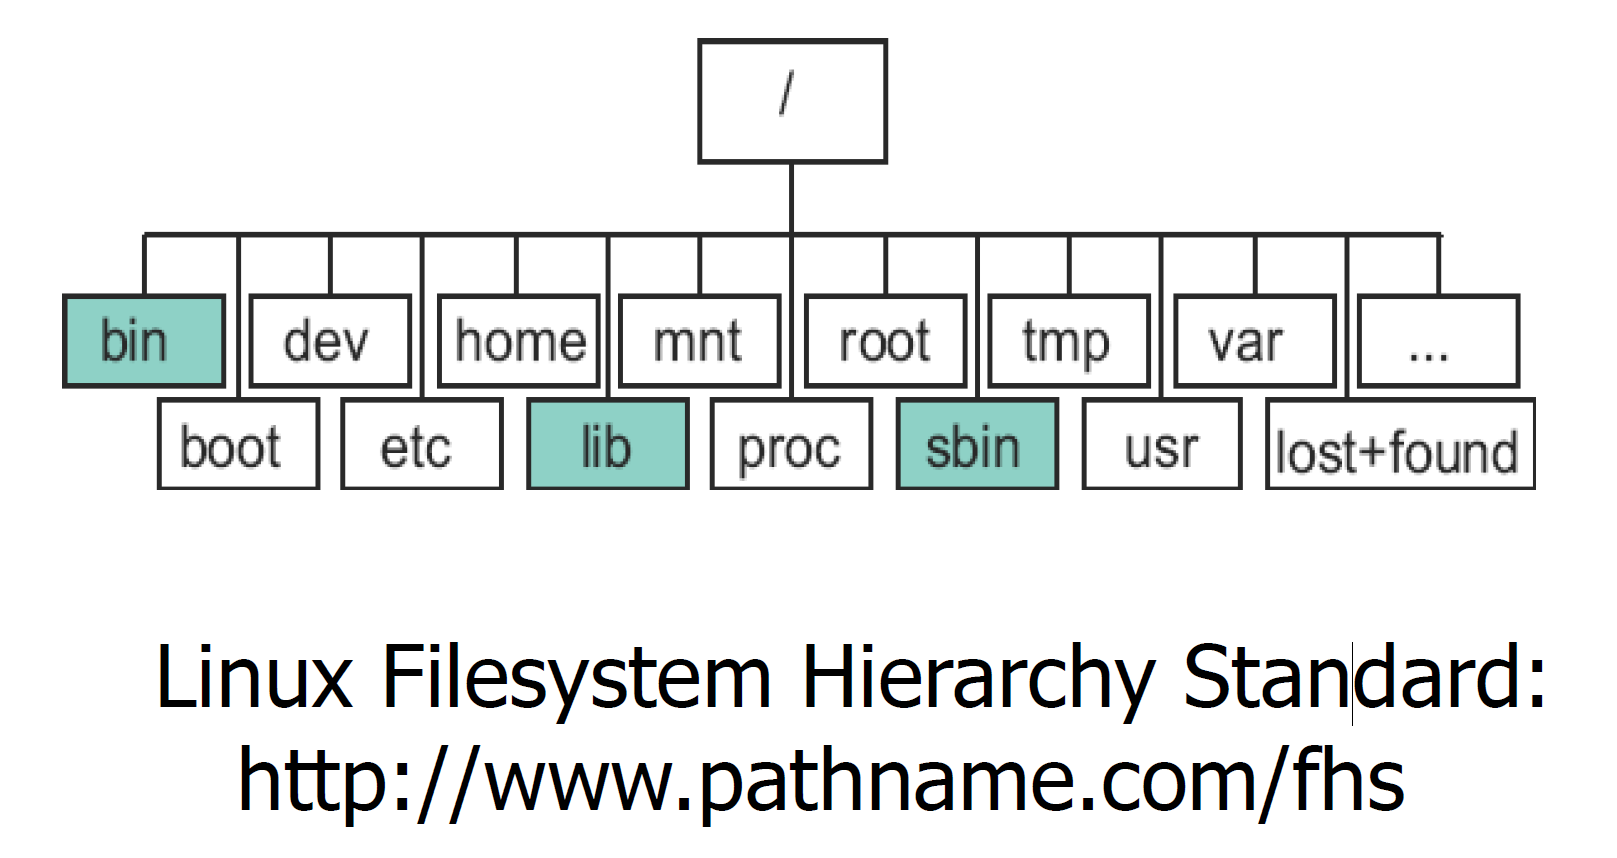 /
bin dev home mnt root tmp var ...
boot etc lib proc sbin usr lost+found
Linux Filesystem Hierarchy Standard:
http://www.pathname.com/fhs